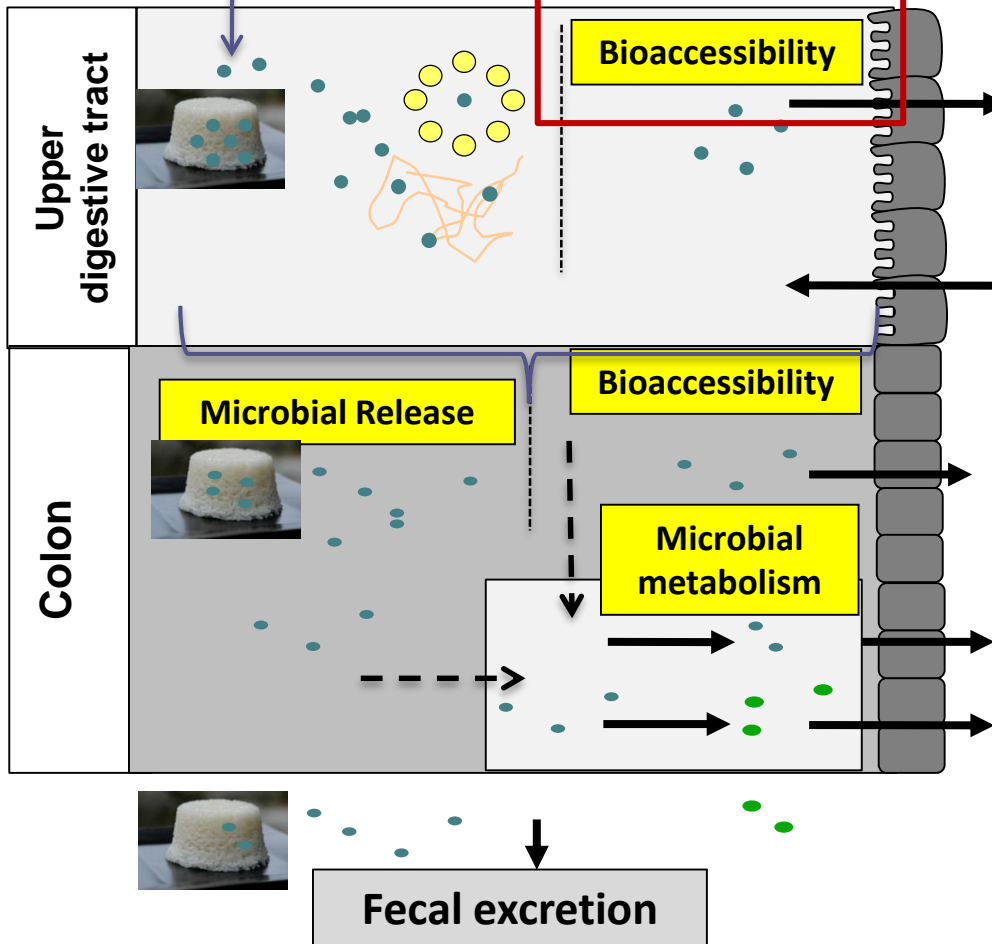 Upper
digestive tract
Bioaccessibility
Colon
Microbial Release
Bioaccessibility
Microbial
metabolism
Fecal excretion